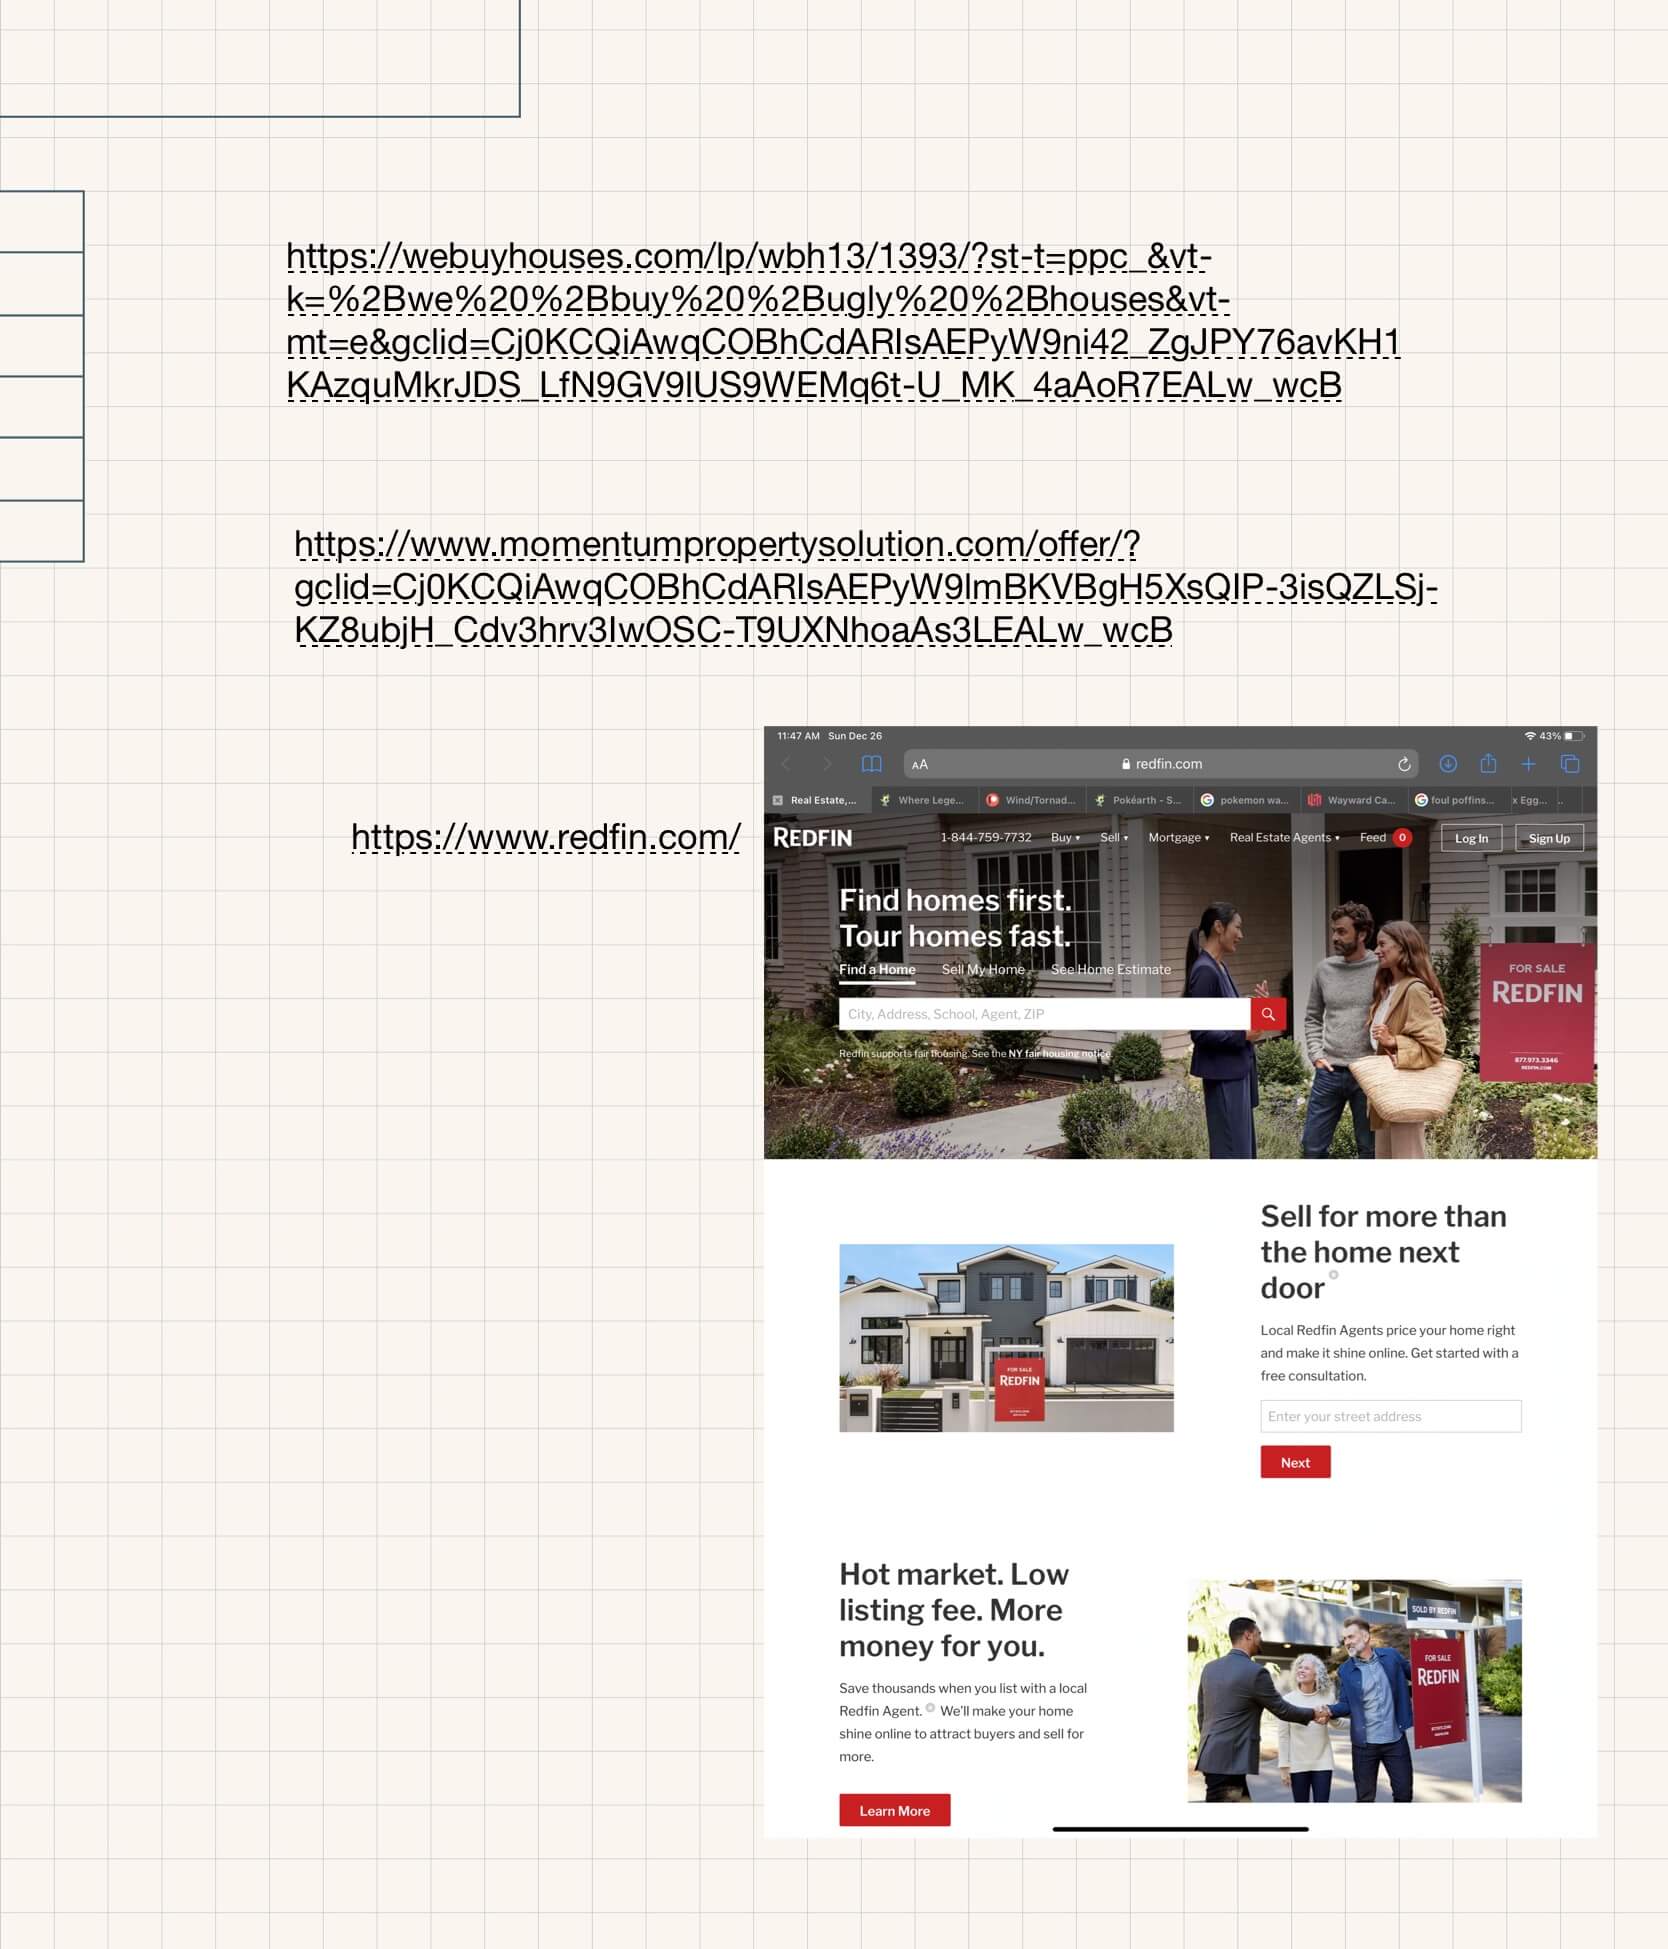 https://webuyhouses.com/lp/wbh13/1393/?st-t=ppc_&vt-
k=%2Bwe%20%2Bbuy%20%2Bugly%20%2Bhouses&vt-
mt=e&gclid=Cj0KCQiAwqCOBhCdARIsAEPyW9ni42_ZgJPY76avKH1
KAzquMkrJDS_LfN9GV9IUS9WEMq6t-U_MK_4aAoR7EALw_wcB
https://www.momentumpropertysolution.com/offer/?
gclid=Cj0KCQiAwqCOBhCdARIsAEPyW9lmBKVBgH5XsQIP-3isQZLSj-
KZ8ubjH_Cdv3hrv3IwOSC-T9UXNhoaAs3LEALw_wcB
https://www.redfin.com/
11:47 AM Sun Dec 26
43%
AA redfin.com
Real Estate,... Where Lege... Wind/Tornad... Pokéarth - S... pokemon wa... Wayward Ca... foul poffins... x Egg... ..
REDFIN 1-844-759-7732 Buy Sell Mortgage Real Estate Agents Feed 0 Log In Sign Up
Find homes first.
Tour homes fast.
Find a Home Sell My Home See Home Estimate
City, Address, School, Agent, ZIP
Redfin supports fair housing. See the NY fair housing notice.
FOR SALE
REDFIN
877.973.3346
REDFIN.COM
Sell for more than
the home next
door
Local Redfin Agents price your home right
and make it shine online. Get started with a
free consultation.
Enter your street address
Next
FOR SALE
REDFIN
Hot market. Low
listing fee. More
money for you.
Save thousands when you list with a local
Redfin Agent. We'll make your home
shine online to attract buyers and sell for
more.
Learn More
SOLD BY REDFIN
FOR SALE
REDFIN